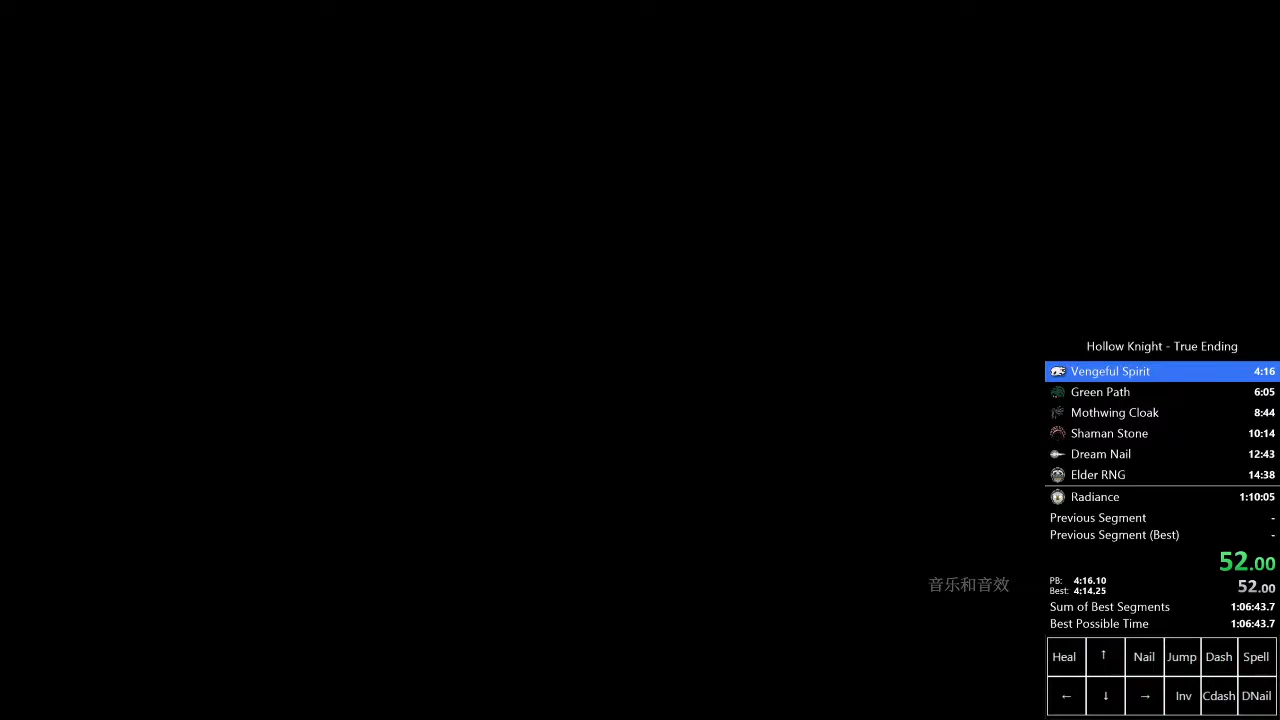 Hollow Knight - True Ending
Vengeful Spirit 4:16
Green Path 6:05
Mothwing Cloak 8:44
Shaman Stone 10:14
Dream Nail 12:43
Elder RNG 14:38
Radiance 1:10:05
Previous Segment -
Previous Segment (Best) -
52.00
音乐和音效
PB: 4:16.10
Best: 4:14.25
52.00
Sum of Best Segments 1:06:43.7
Best Possible Time 1:06:43.7
Heal ↑ Nail Jump Dash Spell
← ↓ → Inv Cdash DNail